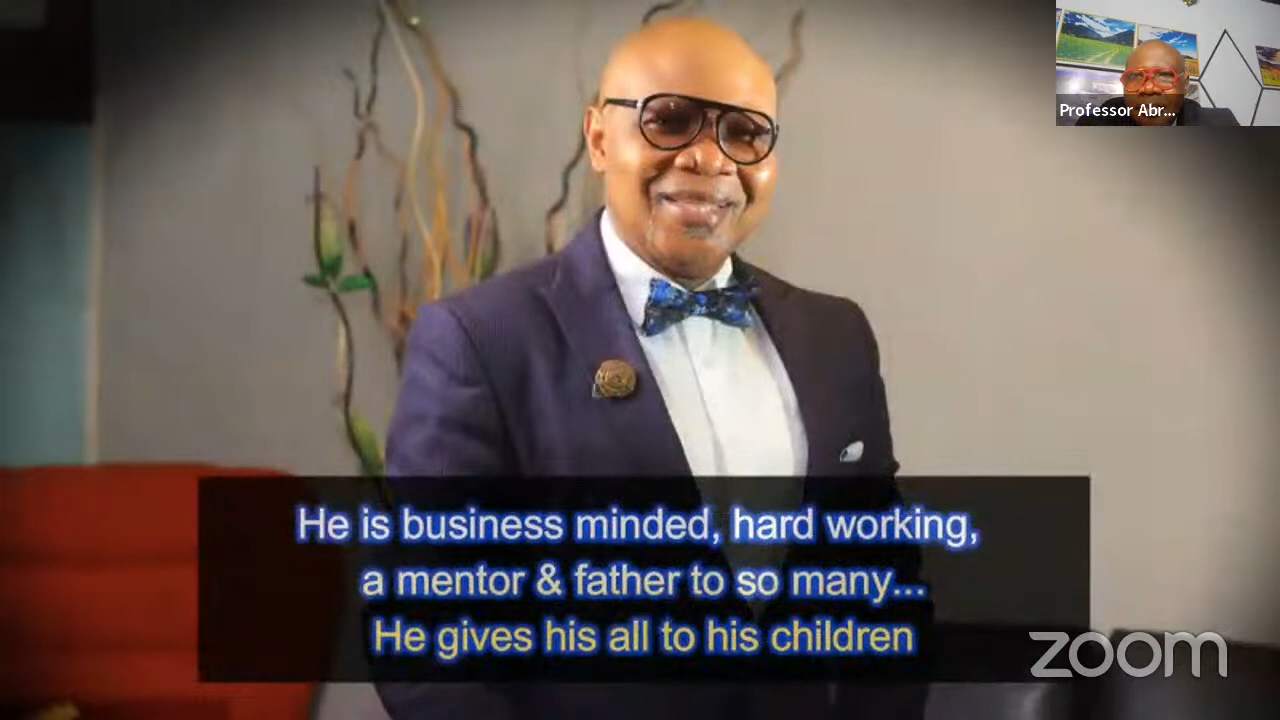 Professor Abr...
He is business minded, hard working,
a mentor & father to so many...
He gives his all to his children
zoom